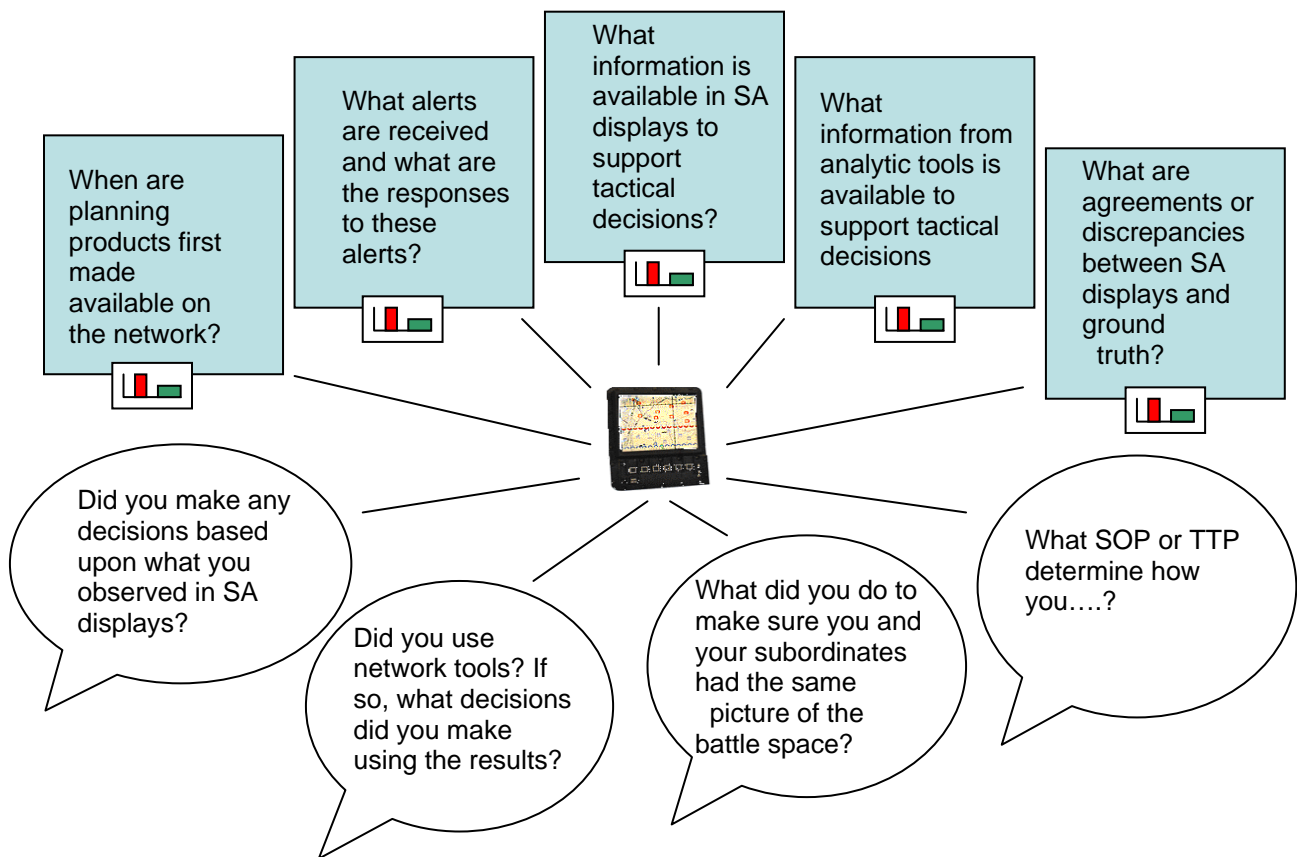 When are
planning
products first
made
available on
the network?
What alerts
are received
and what are
the responses
to these
alerts?
What
information is
available in SA
displays to
support
tactical
decisions?
What
information from
analytic tools is
available to
support tactical
decisions
What are
agreements or
discrepancies
between SA
displays and
ground
truth?
Did you make any
decisions based
upon what you
observed in SA
displays?
Did you use
network tools? If
so, what decisions
did you make
using the results?
What did you do to
make sure you and
your subordinates
had the same
picture of the
battle space?
What SOP or TTP
determine how
you….?